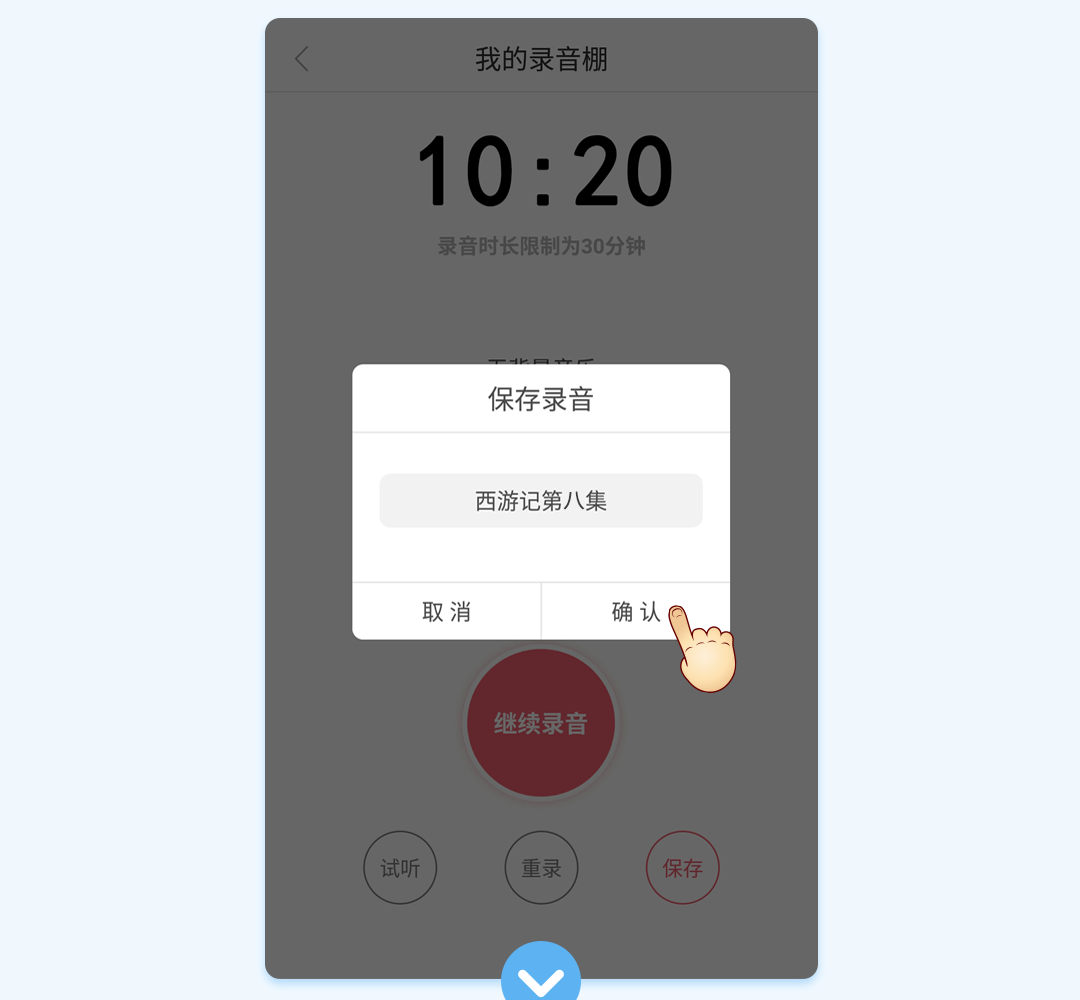 我的录音棚
10:20
录音时长限制为30分钟
保存录音
西游记第八集
取 消
确 认
继续录音
试听
重录
保存